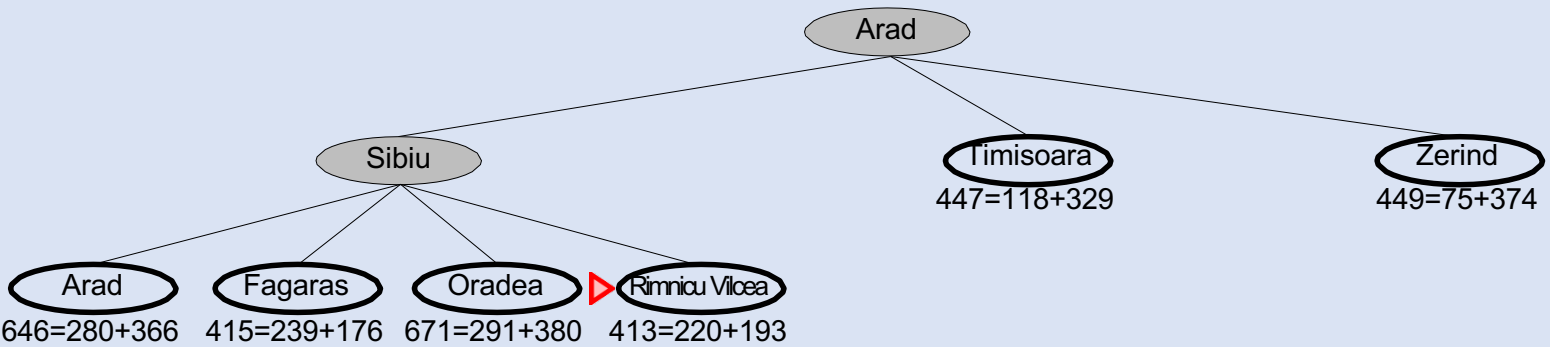 Arad
Sibiu
Timisoara
Zerind
447=118+329
449=75+374
Arad
Fagaras
Oradea
Rimnicu Vilcea
646=280+366
415=239+176
671=291+380
413=220+193